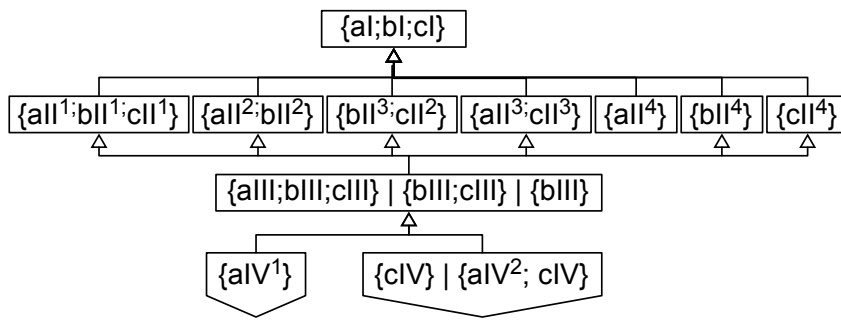 {aI;bI;cI}
{aII¹;bII¹;cII¹} {aII²;bII²} {bII³;cII²} {aII³;cII³} {aII⁴} {bII⁴} {cII⁴}
{aIII;bIII;cIII} | {bIII;cIII} | {bIII}
{aIV¹} {cIV} | {aIV²; cIV}